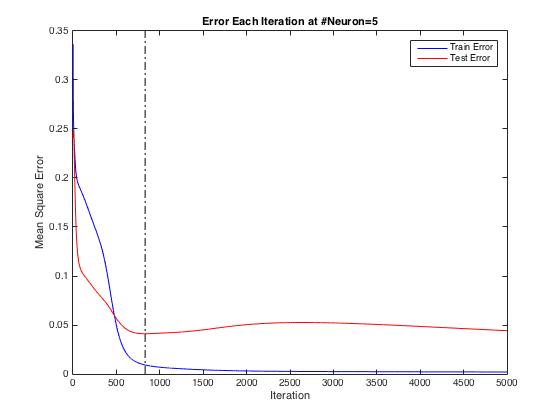 Error Each Iteration at #Neuron=5
Train Error
Test Error
Mean Square Error
0.35
0.3
0.25
0.2
0.15
0.1
0.05
0
0 500 1000 1500 2000 2500 3000 3500 4000 4500 5000
Iteration